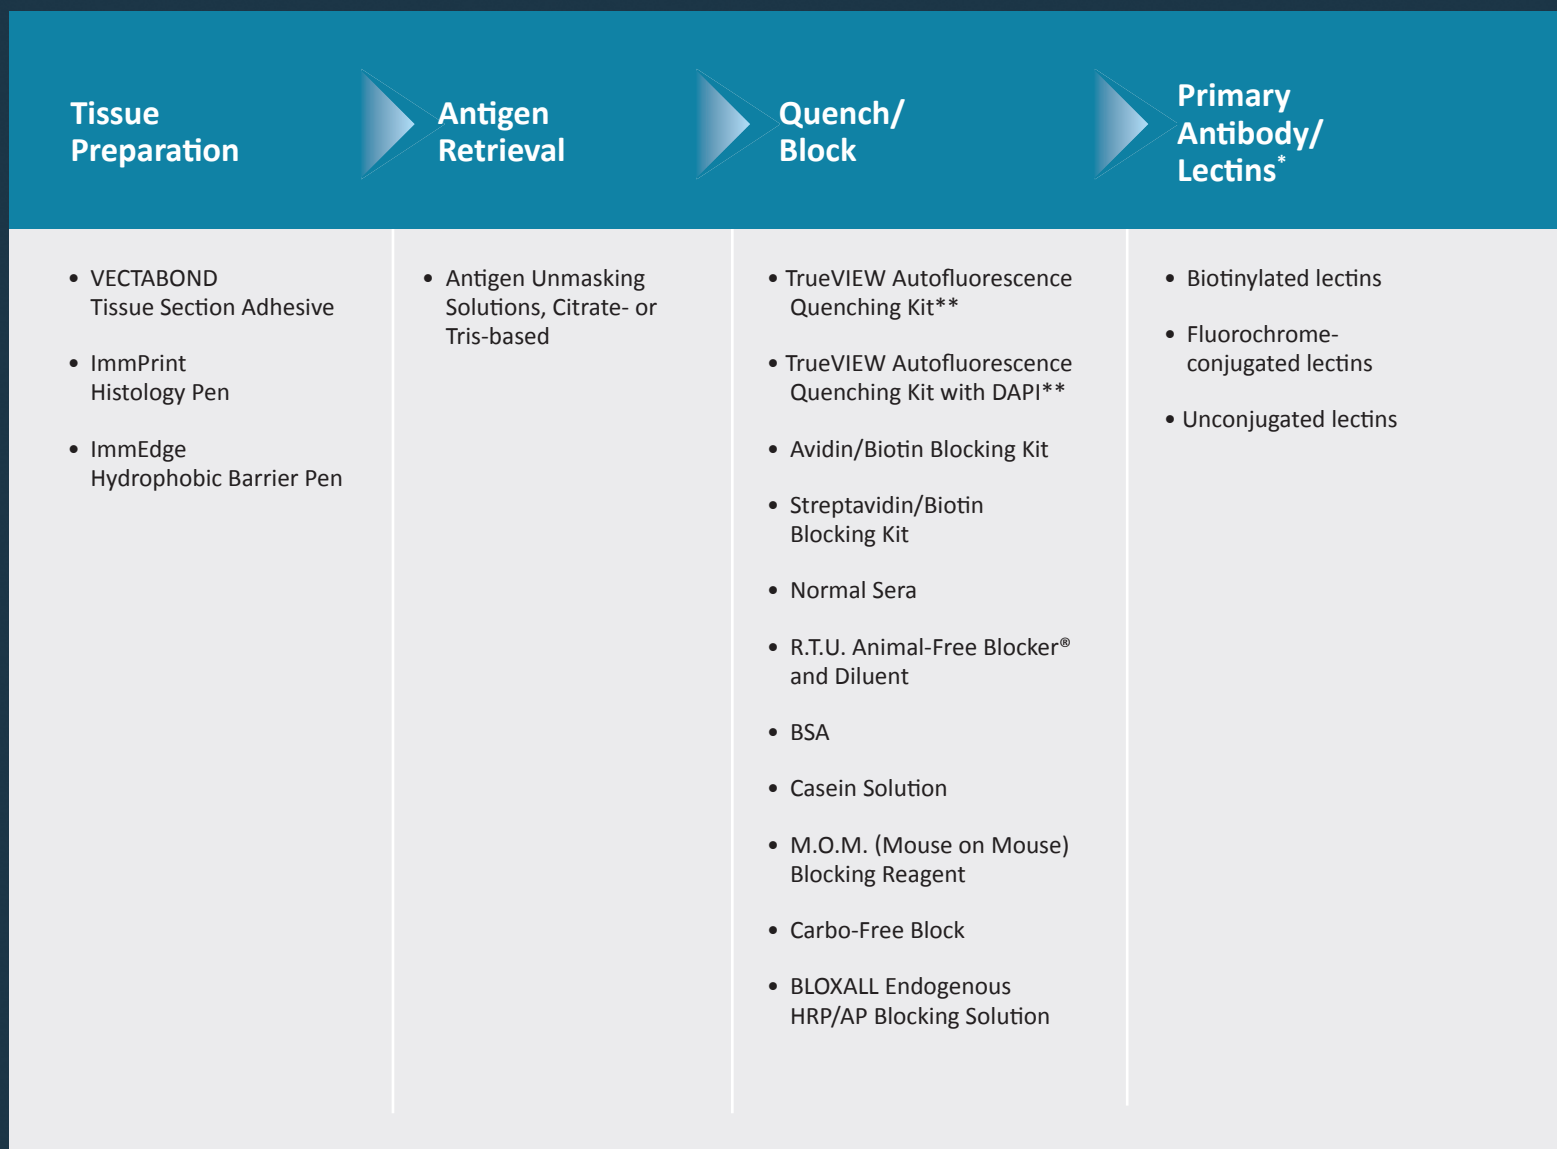 Tissue
Preparation
Antigen
Retrieval
Quench/
Block
Primary
Antibody/
Lectins*
• VECTABOND
Tissue Section Adhesive
• ImmPrint
Histology Pen
• ImmEdge
Hydrophobic Barrier Pen
• Antigen Unmasking
Solutions, Citrate- or
Tris-based
• TrueVIEW Autofluorescence
Quenching Kit**
• TrueVIEW Autofluorescence
Quenching Kit with DAPI**
• Avidin/Biotin Blocking Kit
• Streptavidin/Biotin
Blocking Kit
• Normal Sera
• R.T.U. Animal-Free Blocker®
and Diluent
• BSA
• Casein Solution
• M.O.M. (Mouse on Mouse)
Blocking Reagent
• Carbo-Free Block
• BLOXALL Endogenous
HRP/AP Blocking Solution
• Biotinylated lectins
• Fluorochrome-
conjugated lectins
• Unconjugated lectins